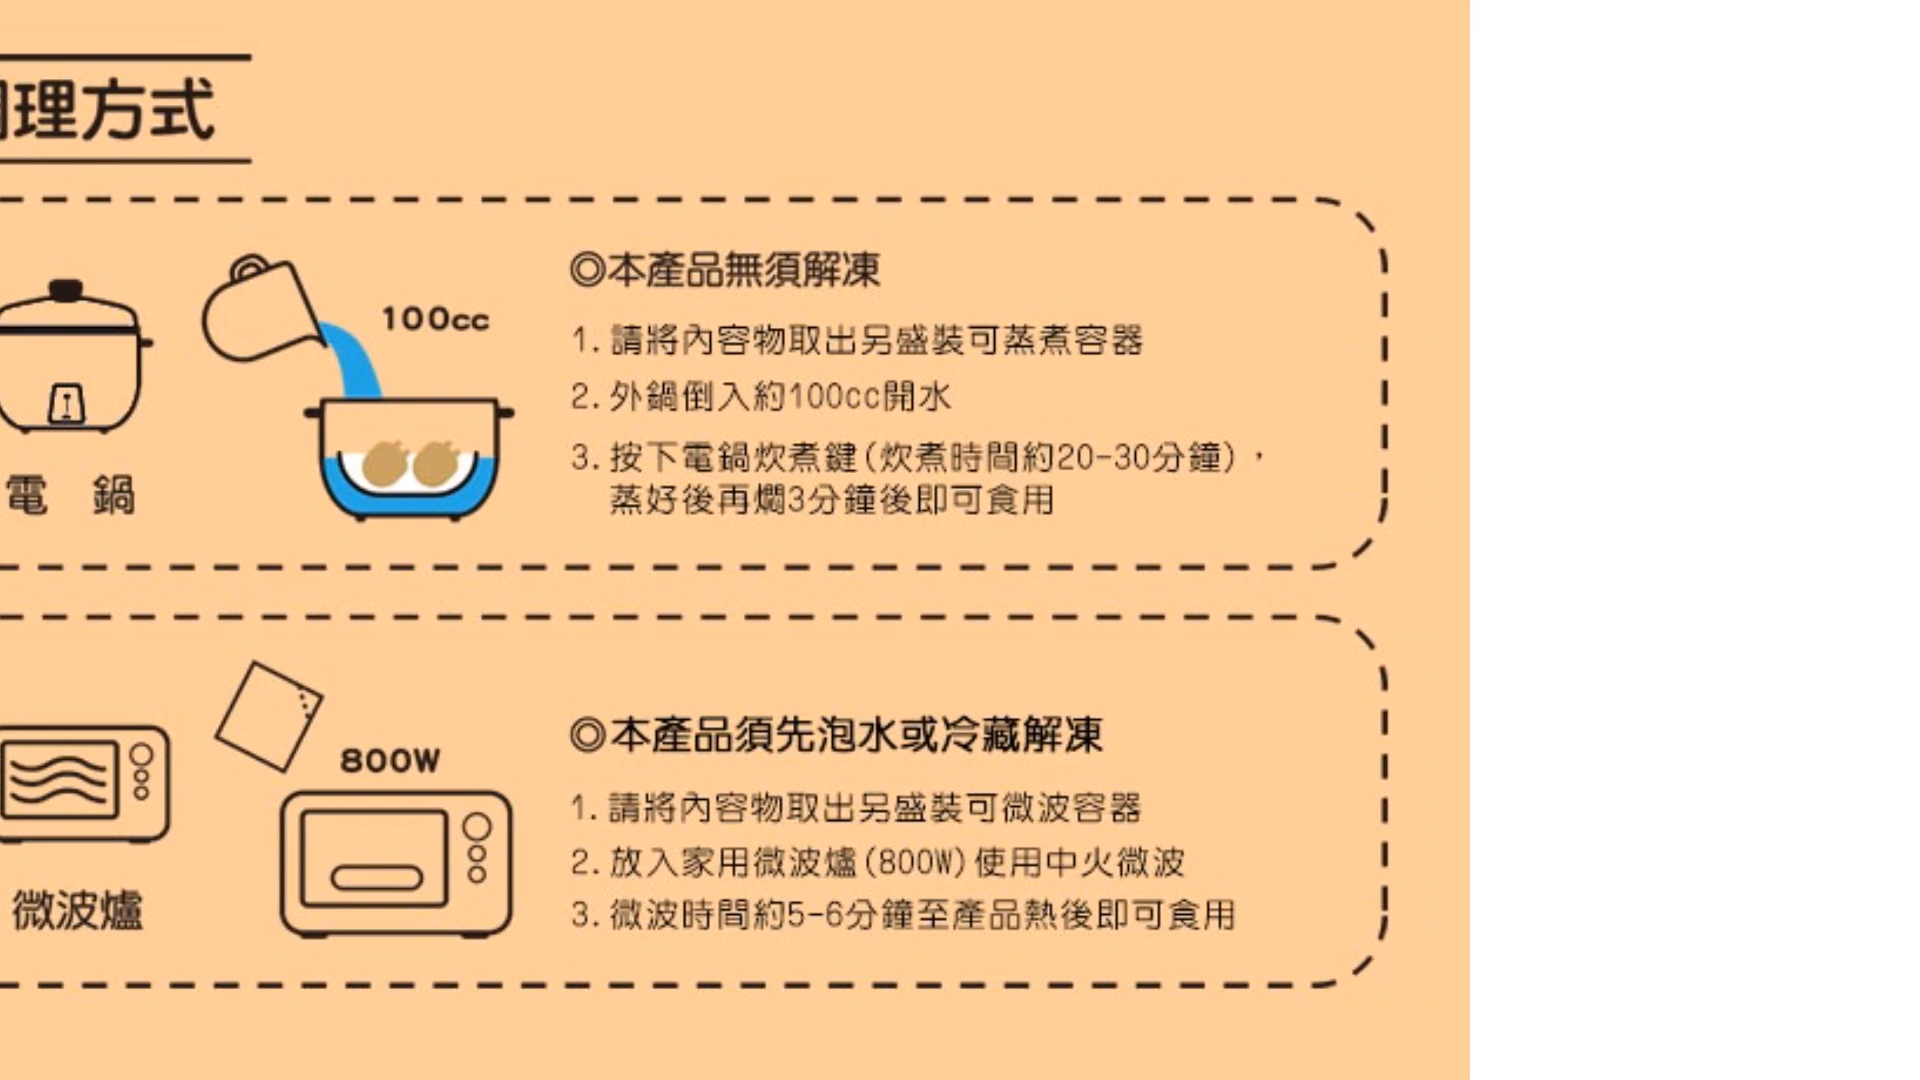 理方式
100cc
電 鍋
◎本產品無須解凍
1. 請將內容物取出另盛裝可蒸煮容器
2. 外鍋倒入約100cc開水
3. 按下電鍋炊煮鍵(炊煮時間約20-30分鐘)，
蒸好後再燜3分鐘後即可食用
800W
微波爐
◎本產品須先泡水或冷藏解凍
1. 請將內容物取出另盛裝可微波容器
2. 放入家用微波爐(800W)使用中火微波
3. 微波時間約5-6分鐘至產品熱後即可食用